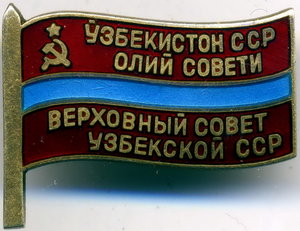 ЎЗБЕКИСТОН ССР
ОЛИЙ СОВЕТИ
ВЕРХОВНЫЙ СОВЕТ
УЗБЕКСКОЙ ССР